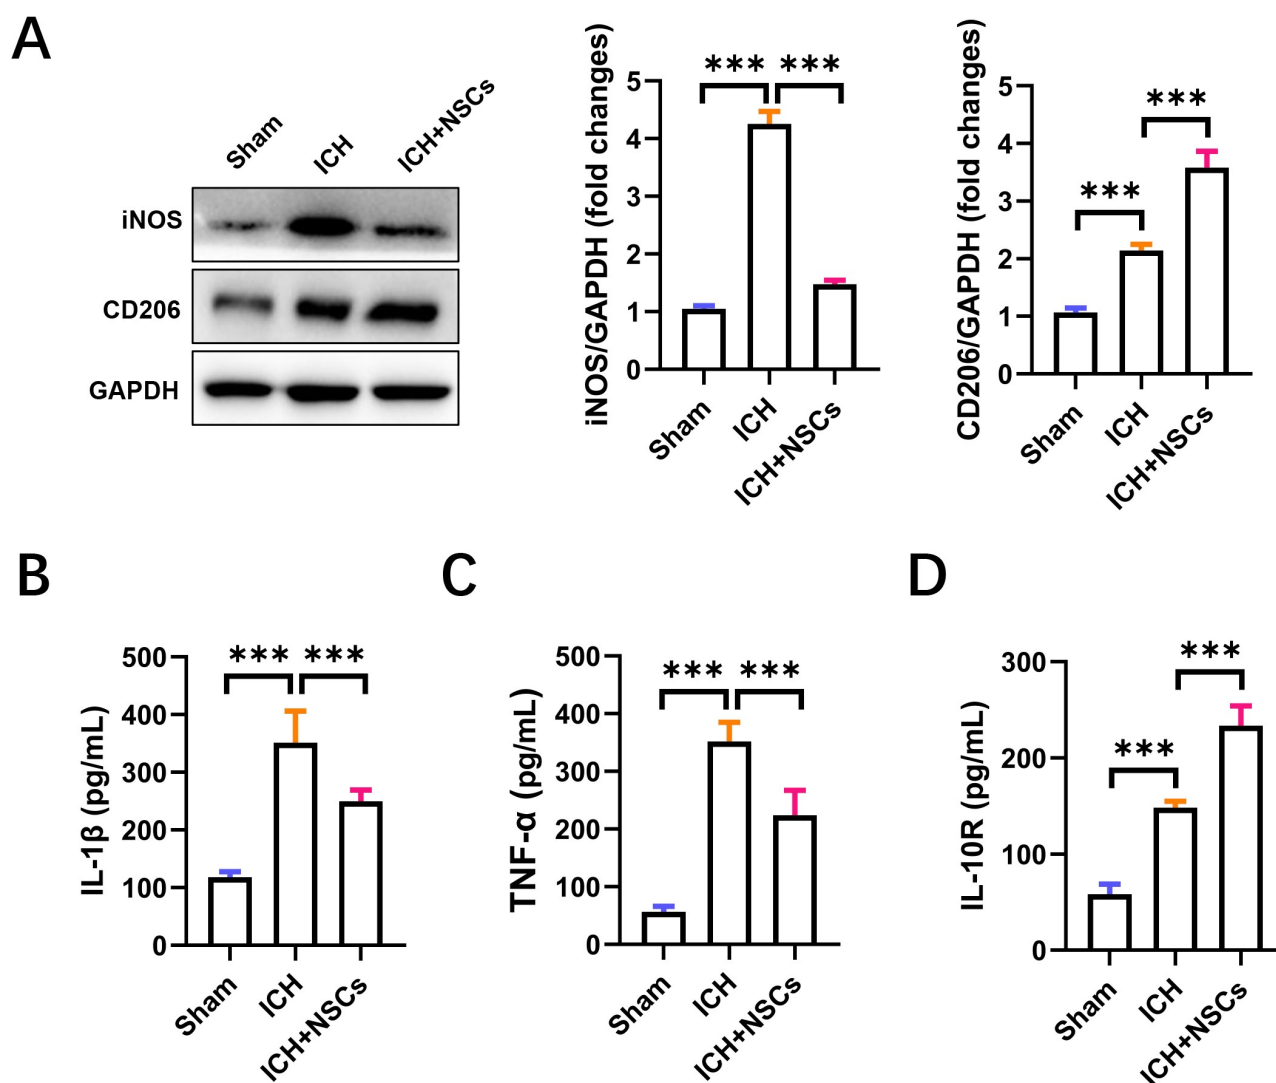 A
Sham
ICH
ICH+NSCs
iNOS
CD206
GAPDH
iNOS/GAPDH (fold changes)
5
4
3
2
1
0
*** ***
Sham
ICH
ICH+NSCs
CD206/GAPDH (fold changes)
5
4
3
2
1
0
***
***
Sham
ICH
ICH+NSCs
B
IL-1β (pg/mL)
500
400
300
200
100
0
*** ***
Sham
ICH
ICH+NSCs
C
TNF-α (pg/mL)
500
400
300
200
100
0
*** ***
Sham
ICH
ICH+NSCs
D
IL-10R (pg/mL)
300
200
100
0
***
***
Sham
ICH
ICH+NSCs